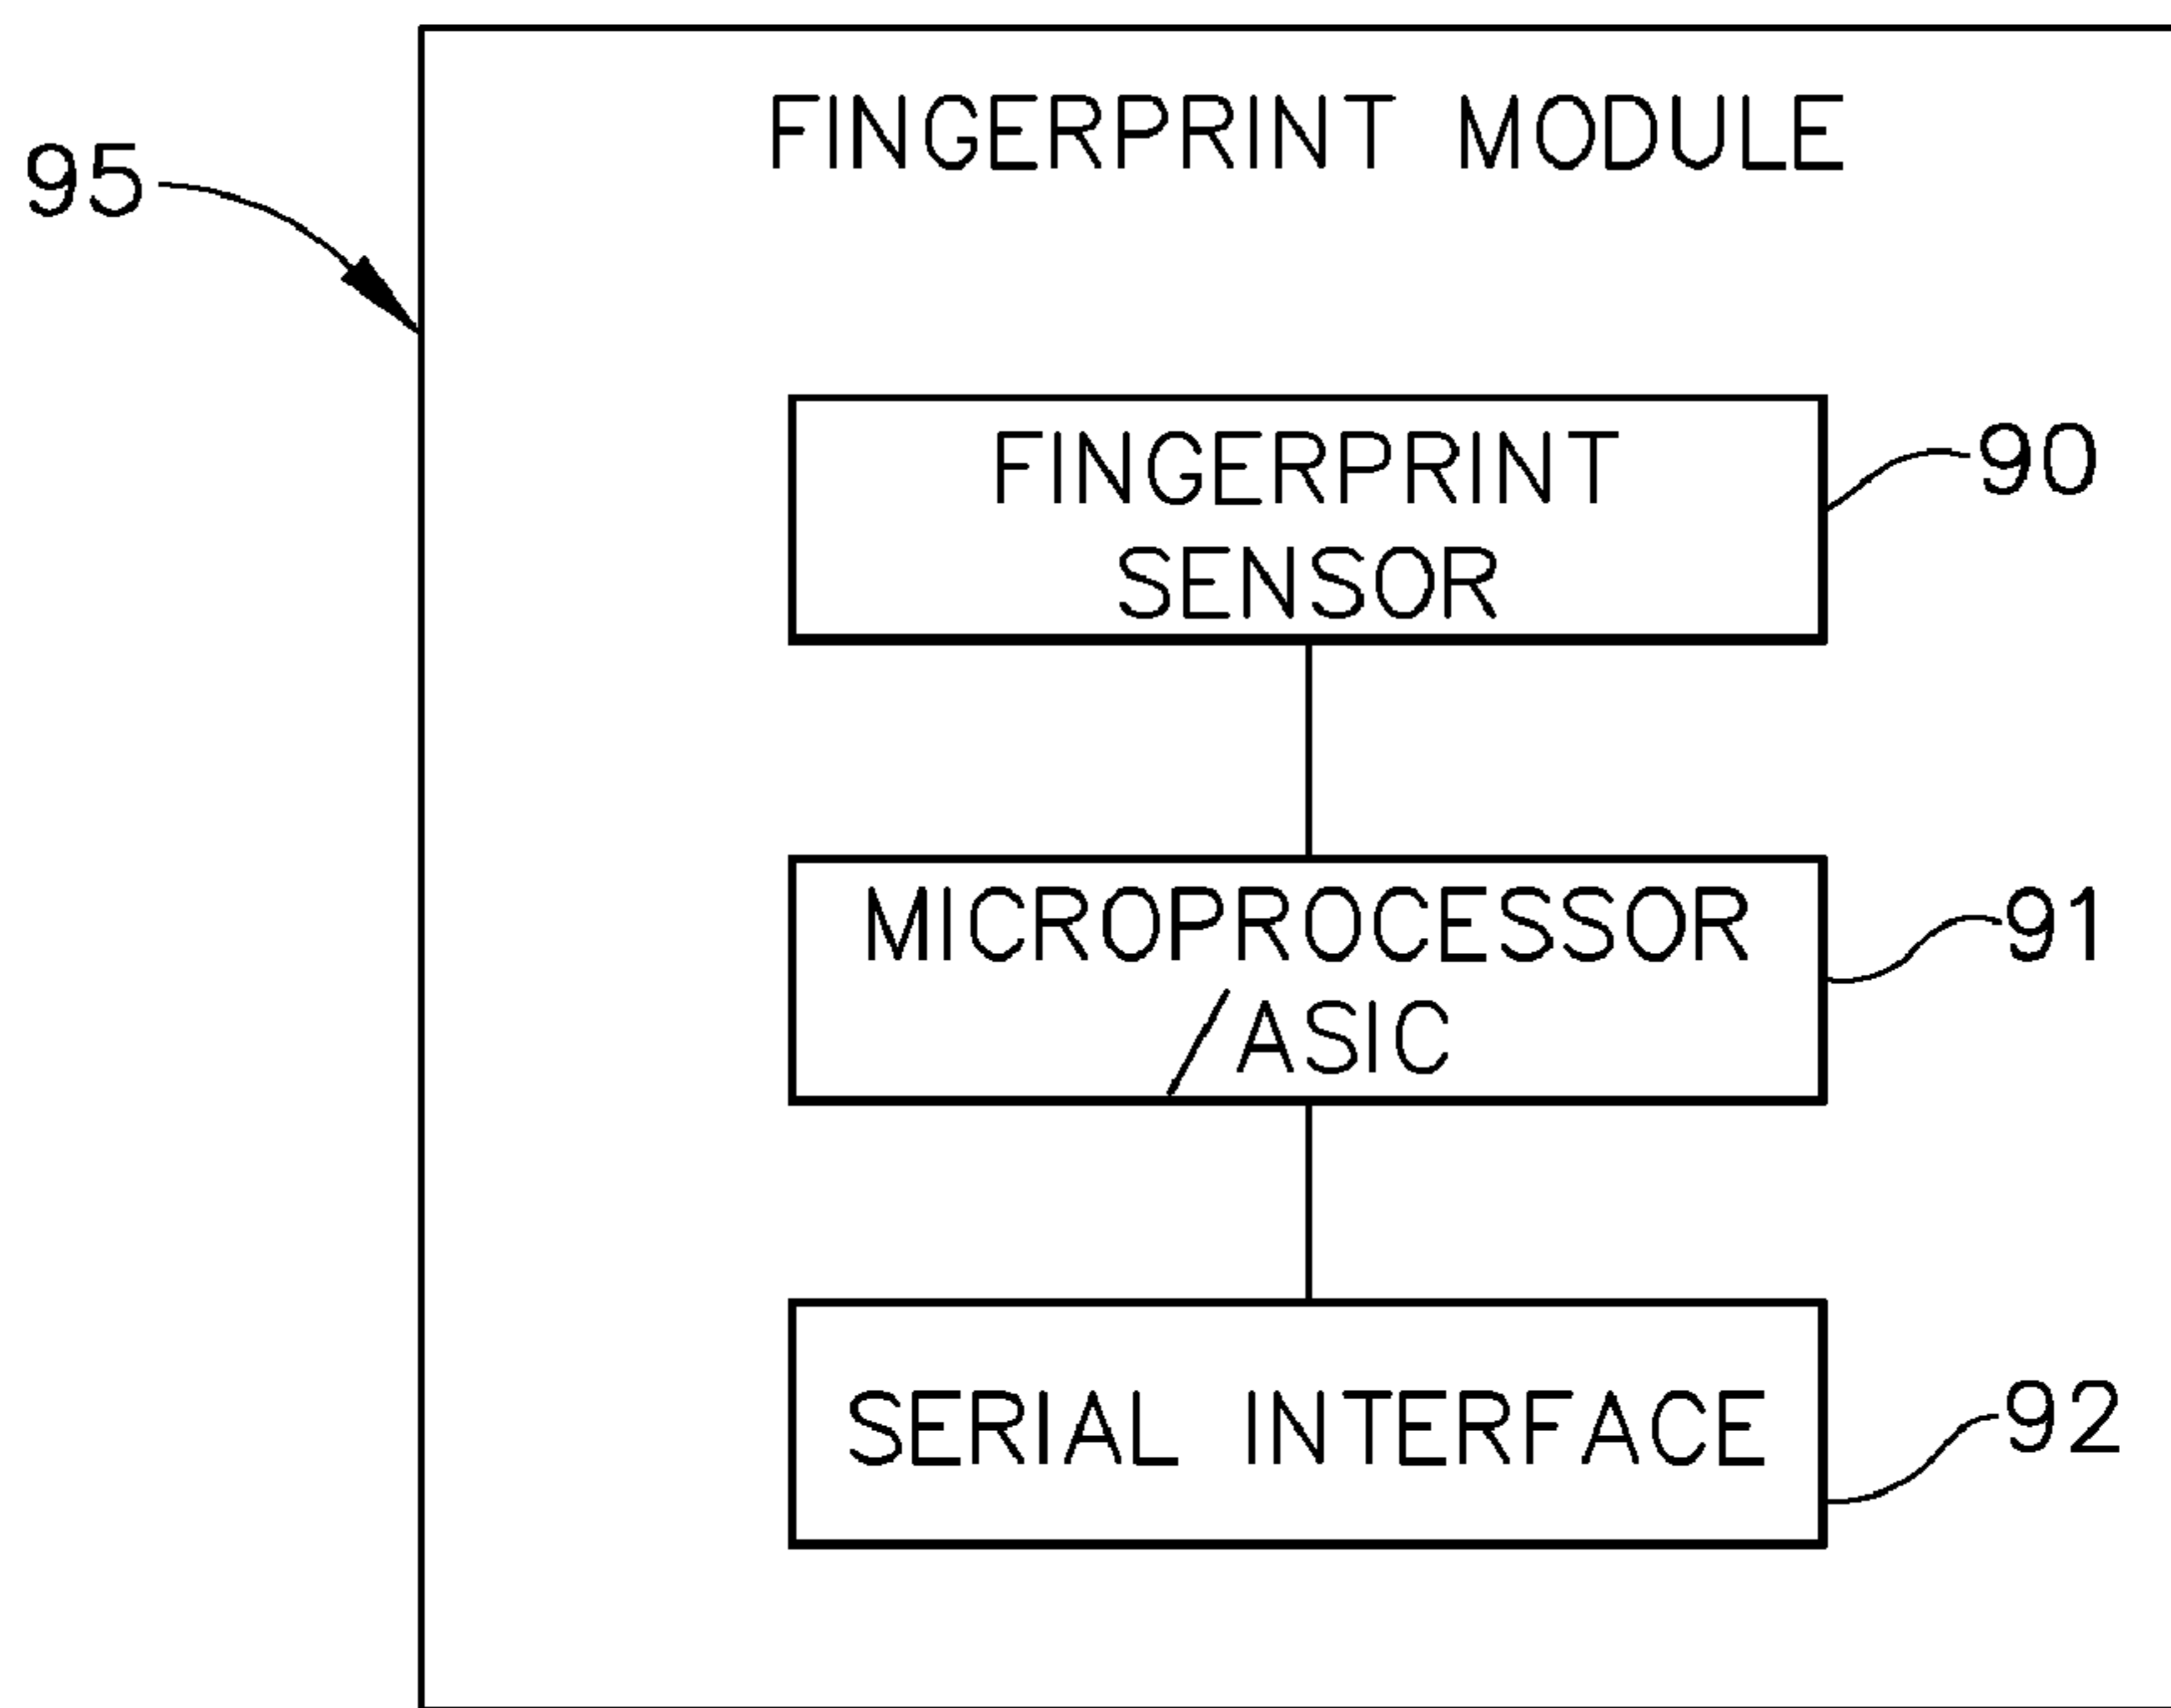 FINGERPRINT MODULE
95
FINGERPRINT
SENSOR
90
MICROPROCESSOR
/ASIC
91
SERIAL INTERFACE
92